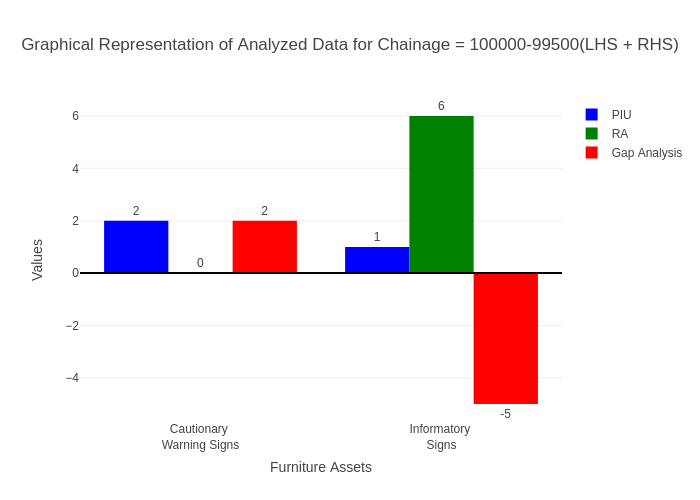 Graphical Representation of Analyzed Data for Chainage = 100000-99500(LHS + RHS)
PIU
RA
Gap Analysis
6
4
2
0
−2
−4
Values
2
0
2
1
6
-5
Cautionary
Warning Signs
Informatory
Signs
Furniture Assets